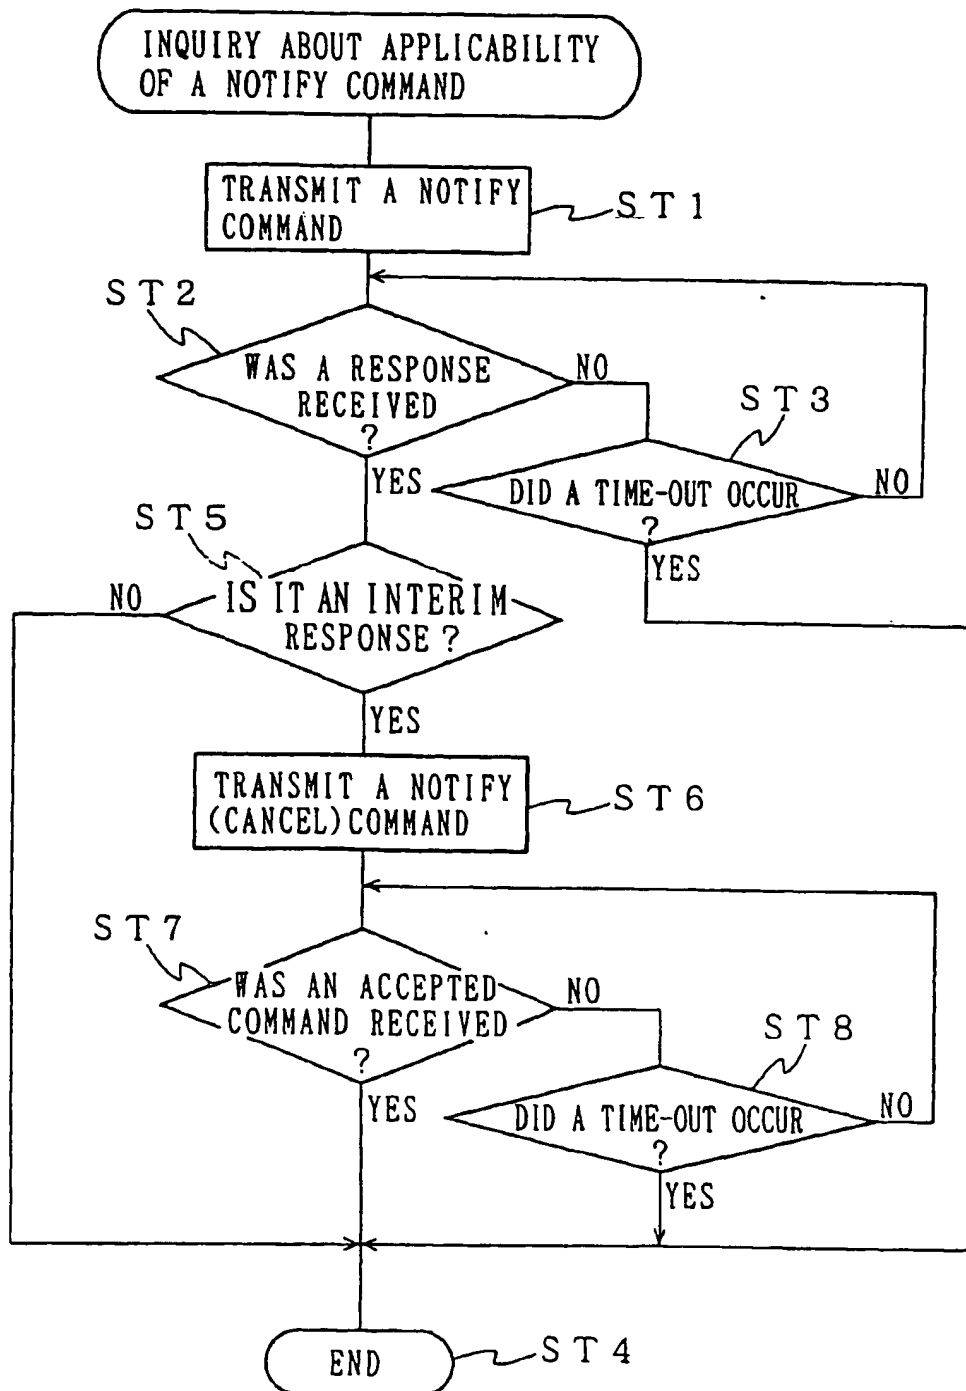 INQUIRY ABOUT APPLICABILITY
OF A NOTIFY COMMAND
TRANSMIT A NOTIFY
COMMAND
ST1
ST2
WAS A RESPONSE
RECEIVED
?
NO
YES
ST3
DID A TIME-OUT OCCUR
?
NO
YES
ST5
IS IT AN INTERIM
RESPONSE ?
NO
YES
TRANSMIT A NOTIFY
(CANCEL) COMMAND
ST6
ST7
WAS AN ACCEPTED
COMMAND RECEIVED
?
NO
YES
ST8
DID A TIME-OUT OCCUR
?
NO
YES
END
ST4